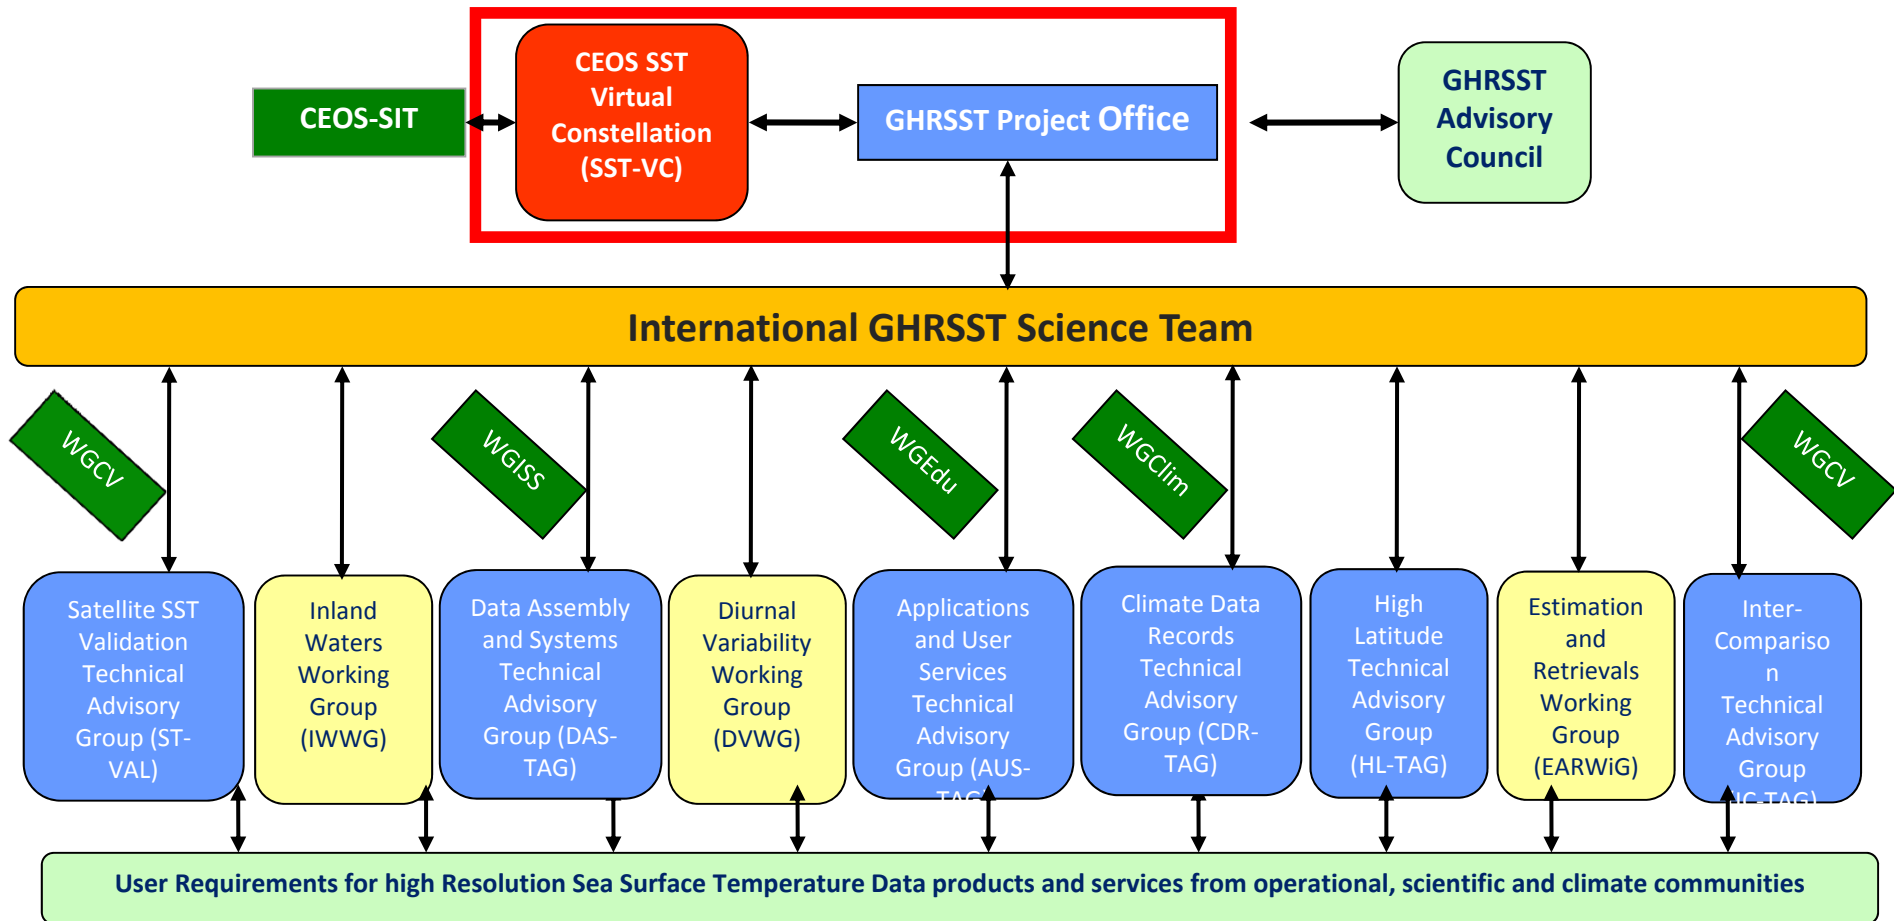 CEOS-SIT
CEOS SST
Virtual
Constellation
(SST-VC)
GHRSST Project Office
GHRSST
Advisory
Council
International GHRSST Science Team
WGCV
WGISS
WGEdu
WGClim
WGCV
Satellite SST
Validation
Technical
Advisory
Group (ST-
VAL)
Inland
Waters
Working
Group
(IWWG)
Data Assembly
and Systems
Technical
Advisory
Group (DAS-
TAG)
Diurnal
Variability
Working
Group
(DVWG)
Applications
and User
Services
Technical
Advisory
Group (AUS-
TAG)
Climate Data
Records
Technical
Advisory
Group (CDR-
TAG)
High
Latitude
Technical
Advisory
Group
(HL-TAG)
Estimation
and
Retrievals
Working
Group
(EARWiG)
Inter-
Compariso
n
Technical
Advisory
Group
(IC-TAG)
User Requirements for high Resolution Sea Surface Temperature Data products and services from operational, scientific and climate communities